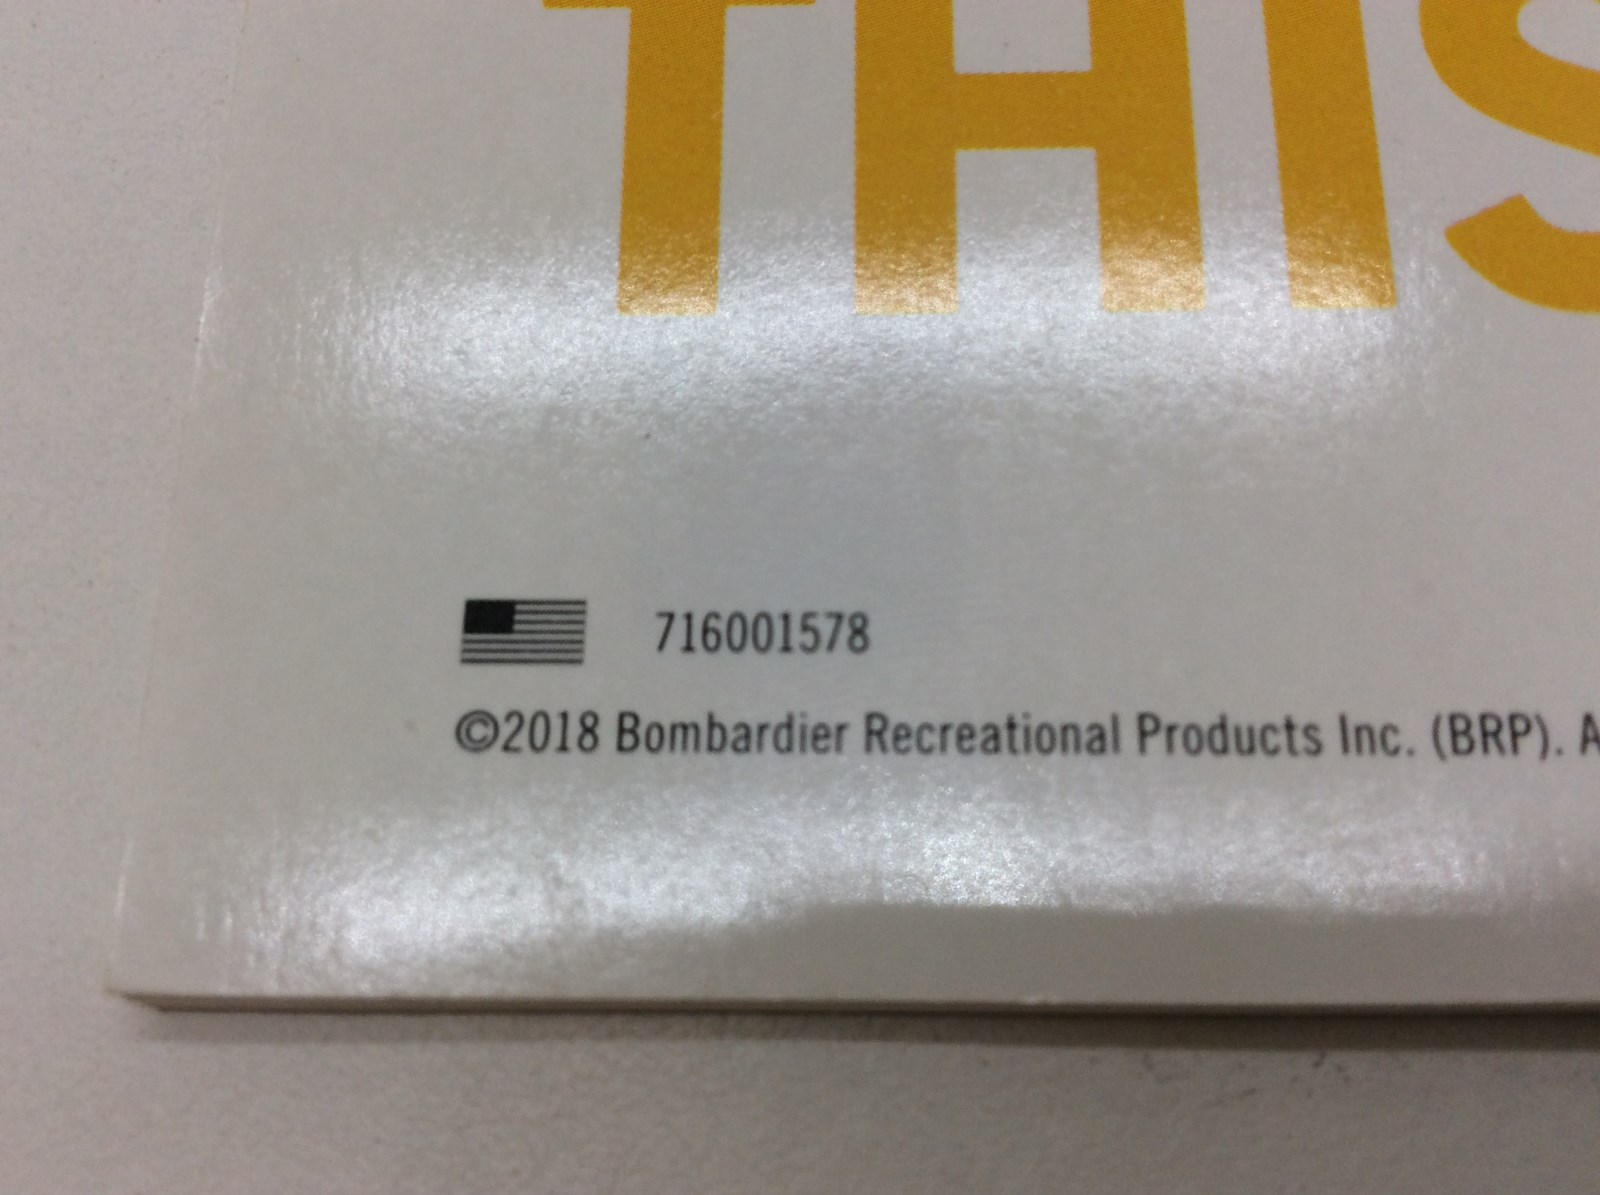 THIS
716001578
©2018 Bombardier Recreational Products Inc. (BRP). A